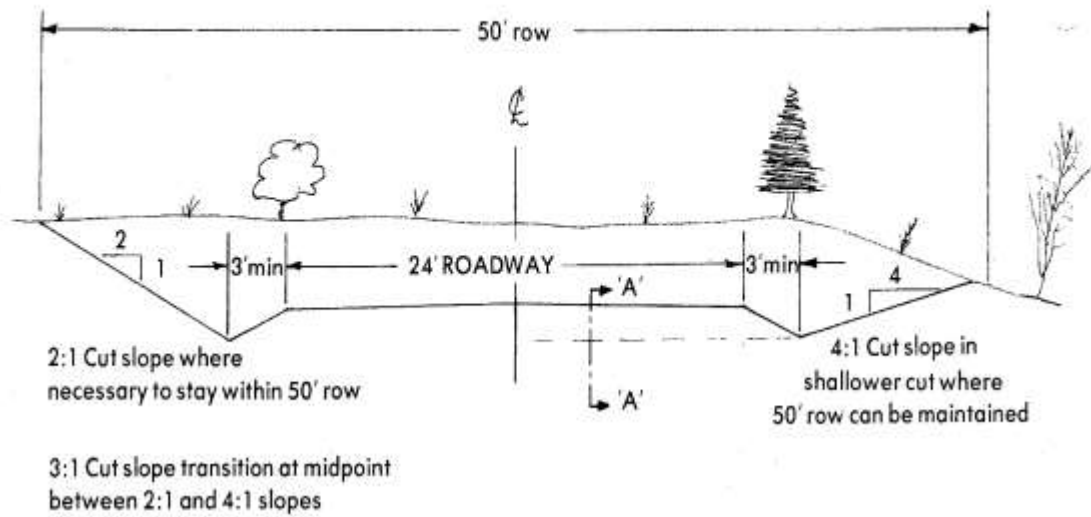 50' row
℄
2
1
3'min
24' ROADWAY
3'min
'A'
4
1
'A'
2:1 Cut slope where
necessary to stay within 50' row
4:1 Cut slope in
shallower cut where
50' row can be maintained
3:1 Cut slope transition at midpoint
between 2:1 and 4:1 slopes